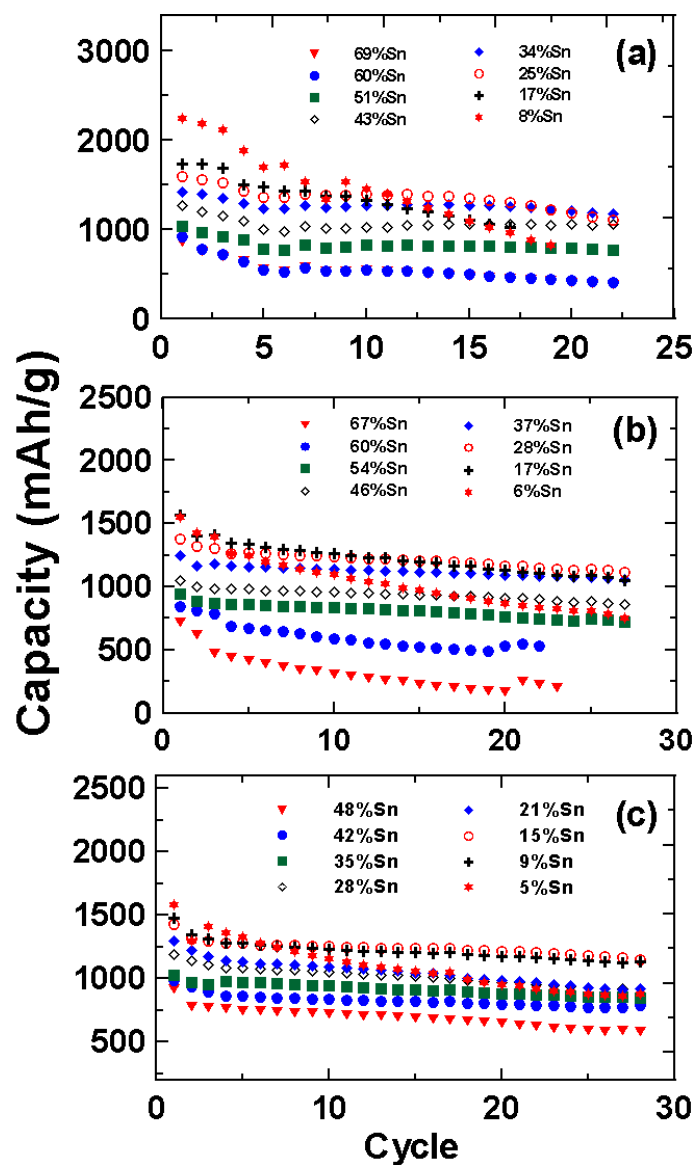 Capacity (mAh/g)
(a)
69%Sn 34%Sn
60%Sn 25%Sn
51%Sn 17%Sn
43%Sn 8%Sn
3000
2000
1000
0
0 5 10 15 20 25
(b)
67%Sn 37%Sn
60%Sn 28%Sn
54%Sn 17%Sn
46%Sn 6%Sn
2500
2000
1500
1000
500
0
0 10 20 30
(c)
48%Sn 21%Sn
42%Sn 15%Sn
35%Sn 9%Sn
28%Sn 5%Sn
2500
2000
1500
1000
500
0 10 20 30
Cycle